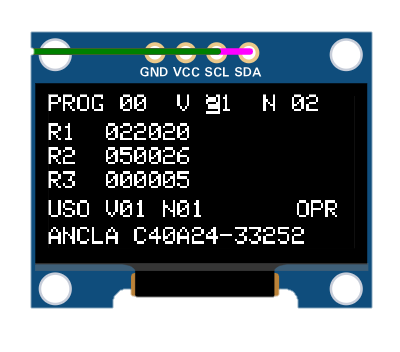 GND VCC SCL SDA
PROG 00 V N 02
R1 022020
R2 050026
R3 000005
USO V01 N01 OPR
ANCLA C40A24-33252